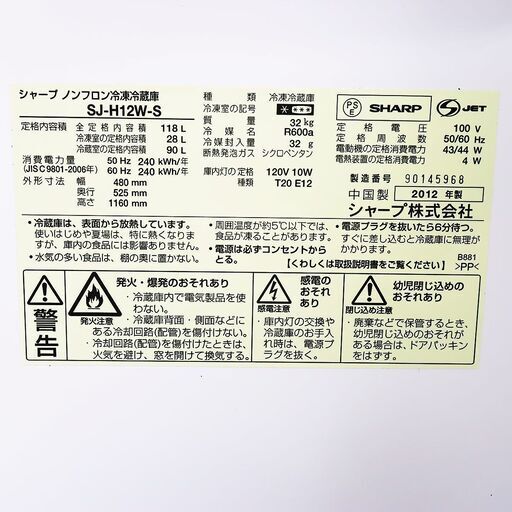 シャープ ノンフロン冷凍冷蔵庫
SJ-H12W-S
定格内容積 全定格内容積 118 L
冷凍室の定格内容積 28 L
冷蔵室の定格内容積 90 L
消費電力量 50 Hz 240 kWh/年
(JIS C 9801-2006年) 60 Hz 240 kWh/年
外形寸法 幅 480 mm
奥行 525 mm
高さ 1160 mm
種類 冷凍冷蔵庫
冷凍室の記号
質量 32 kg
冷媒名 R600a
冷媒封入量 32 g
断熱発泡ガス シクロペンタン
庫内灯の定格 120V 10W
種類 T20 E12
PS
E
SHARP
S JET
定格電圧 100 V
定格周波数 50/60 Hz
電動機の定格消費電力 43/44 W
電熱装置の定格消費電力 4 W
製造番号 90145968
中国製 2012 年製
シャープ株式会社
・冷蔵庫は、表面から放熱しています。
はじめや夏場は、特に熱く感じられま
すが、庫内の食品には影響ありません。
・水気の多い食品は、棚の奥に置かない。
・周囲温度が約5℃以下では、
食品が凍ることがあります。
・電源は必ずコンセントから
とる。
・電源プラグを抜いたら6分待つ。
すぐに差し込むと冷蔵庫に無理が
かかります。
【くわしくは取扱説明書をご覧ください】
B881
>PP<
警告
発火注意
発火・爆発のおそれあり
・冷蔵庫内で電気製品を使
わない。
・冷蔵庫背面・側面などに
ある冷却回路(配管)を傷付けない。
・冷却回路(配管)を傷付けたときは、
火気を避け、窓を開けて換気する。
感電注意
感電の
おそれあり
・庫内灯の交換や
冷蔵庫のお手入
れ時は、電源プ
ラグを抜く。
閉じ込め注意
幼児閉じ込めの
おそれあり
・廃棄などで保管するとき、
幼児閉じ込めのおそれが
ある場合は、ドアパッキン
をはずす。